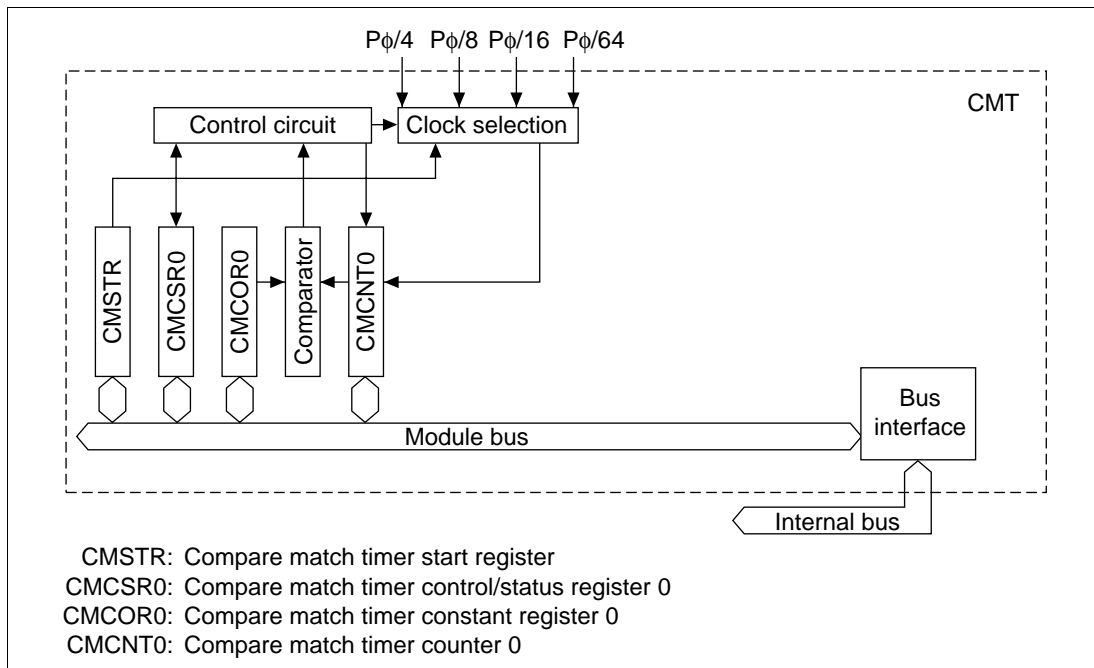 Pϕ/4 Pϕ/8 Pϕ/16 Pϕ/64
CMT
Control circuit
Clock selection
CMSTR
CMCSR0
CMCOR0
Comparator
CMCNT0
Bus
interface
Module bus
Internal bus
CMSTR: Compare match timer start register
CMCSR0: Compare match timer control/status register 0
CMCOR0: Compare match timer constant register 0
CMCNT0: Compare match timer counter 0